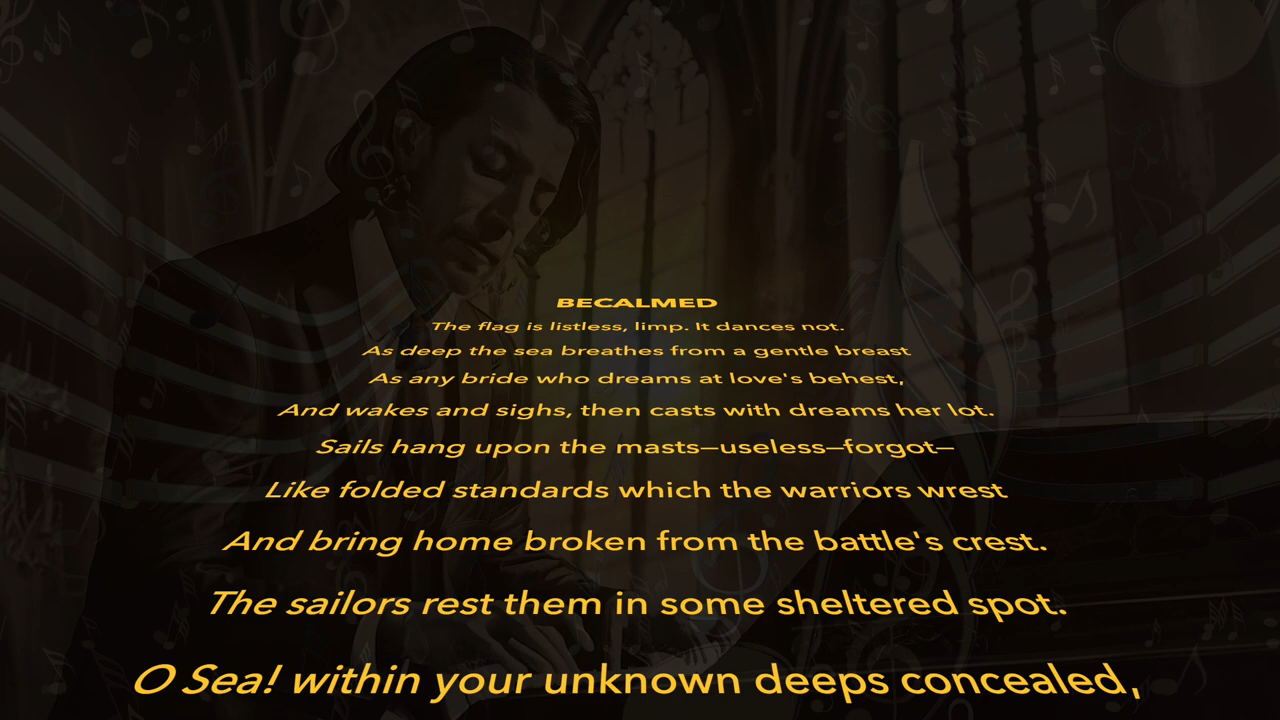 BECALMED
The flag is listless, limp. It dances not.
As deep the sea breathes from a gentle breast
As any bride who dreams at love's behest,
And wakes and sighs, then casts with dreams her lot.
Sails hang upon the masts—useless—forgot—
Like folded standards which the warriors wrest
And bring home broken from the battle's crest.
The sailors rest them in some sheltered spot.
O Sea! within your unknown deeps concealed,